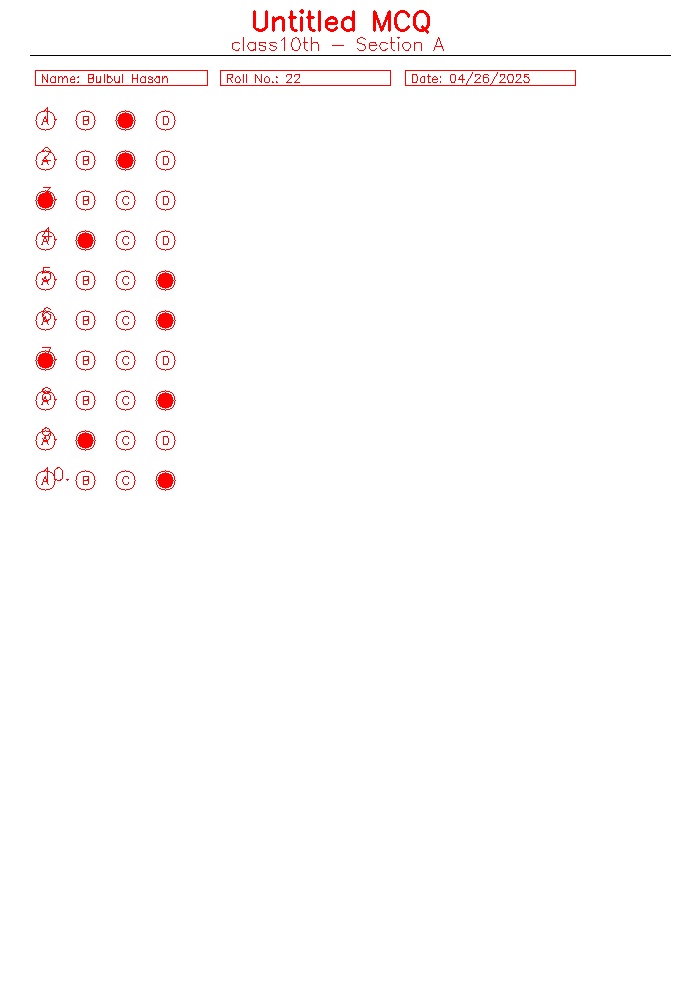 Untitled MCQ
class10th - Section A
Name: Bulbul Hasan Roll No.: 22 Date: 04/26/2025
1. A B D
2. A B D
3. B C D
4. A C D
5. A B C
6. A B C
7. B C D
8. A B C
9. A C D
10. A B C